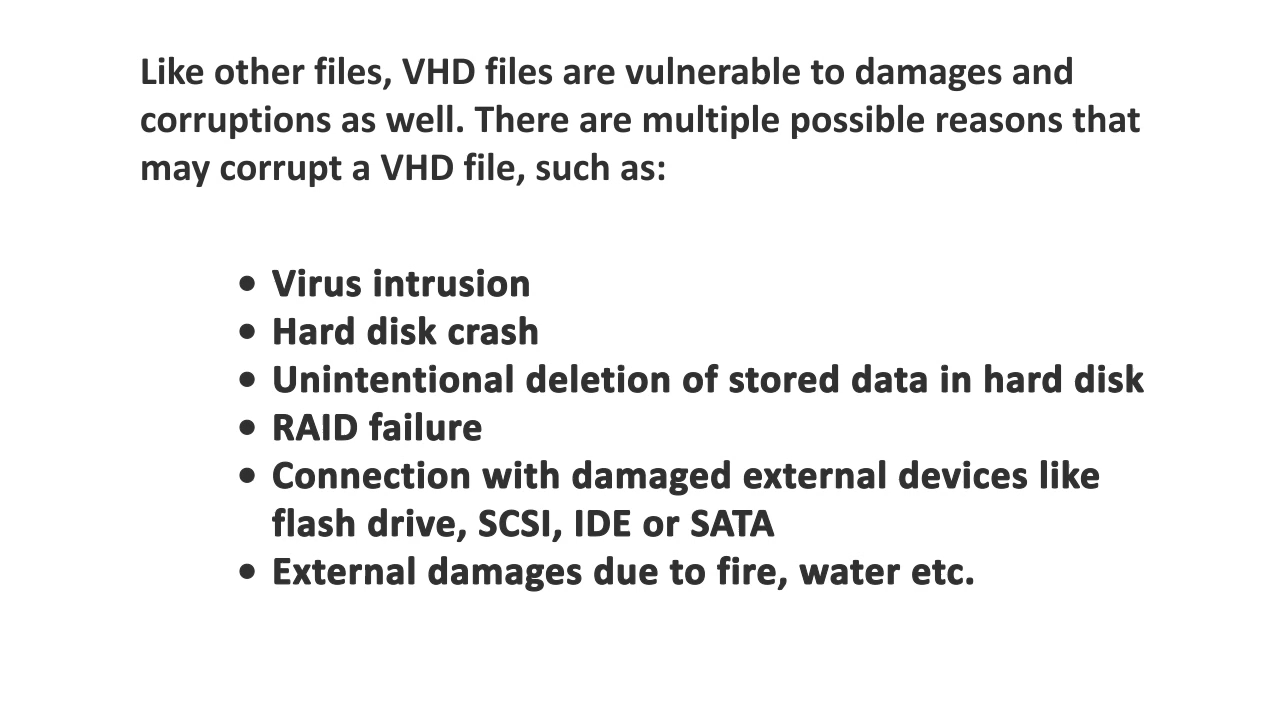 Like other files, VHD files are vulnerable to damages and
corruptions as well. There are multiple possible reasons that
may corrupt a VHD file, such as:
• Virus intrusion
• Hard disk crash
• Unintentional deletion of stored data in hard disk
• RAID failure
• Connection with damaged external devices like
flash drive, SCSI, IDE or SATA
• External damages due to fire, water etc.